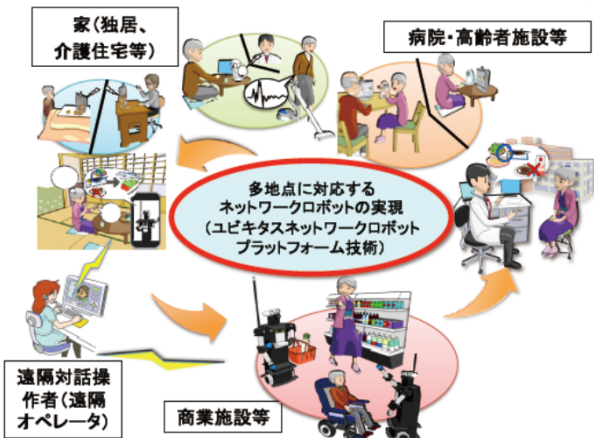 家(独居、
介護住宅等)
病院・高齢者施設等
多地点に対応する
ネットワークロボットの実現
(ユビキタスネットワークロボット
プラットフォーム技術)
遠隔対話操
作者(遠隔
オペレータ)
商業施設等